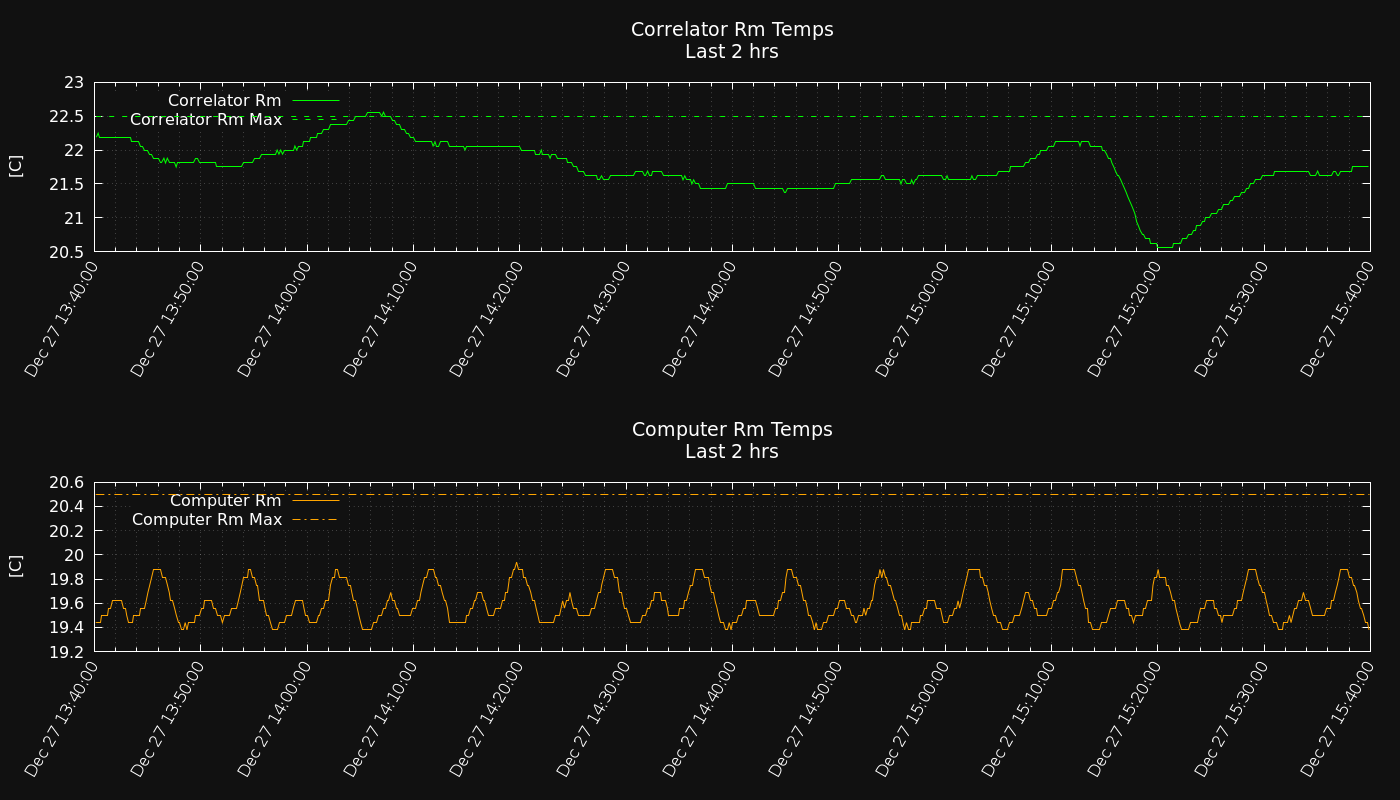 Correlator Rm Temps
Last 2 hrs
Correlator Rm
Correlator Rm Max
[C]
23
22.5
22
21.5
21
20.5
Dec 27 13:40:00
Dec 27 13:50:00
Dec 27 14:00:00
Dec 27 14:10:00
Dec 27 14:20:00
Dec 27 14:30:00
Dec 27 14:40:00
Dec 27 14:50:00
Dec 27 15:00:00
Dec 27 15:10:00
Dec 27 15:20:00
Dec 27 15:30:00
Dec 27 15:40:00
Computer Rm Temps
Last 2 hrs
Computer Rm
Computer Rm Max
[C]
20.6
20.4
20.2
20
19.8
19.6
19.4
19.2
Dec 27 13:40:00
Dec 27 13:50:00
Dec 27 14:00:00
Dec 27 14:10:00
Dec 27 14:20:00
Dec 27 14:30:00
Dec 27 14:40:00
Dec 27 14:50:00
Dec 27 15:00:00
Dec 27 15:10:00
Dec 27 15:20:00
Dec 27 15:30:00
Dec 27 15:40:00